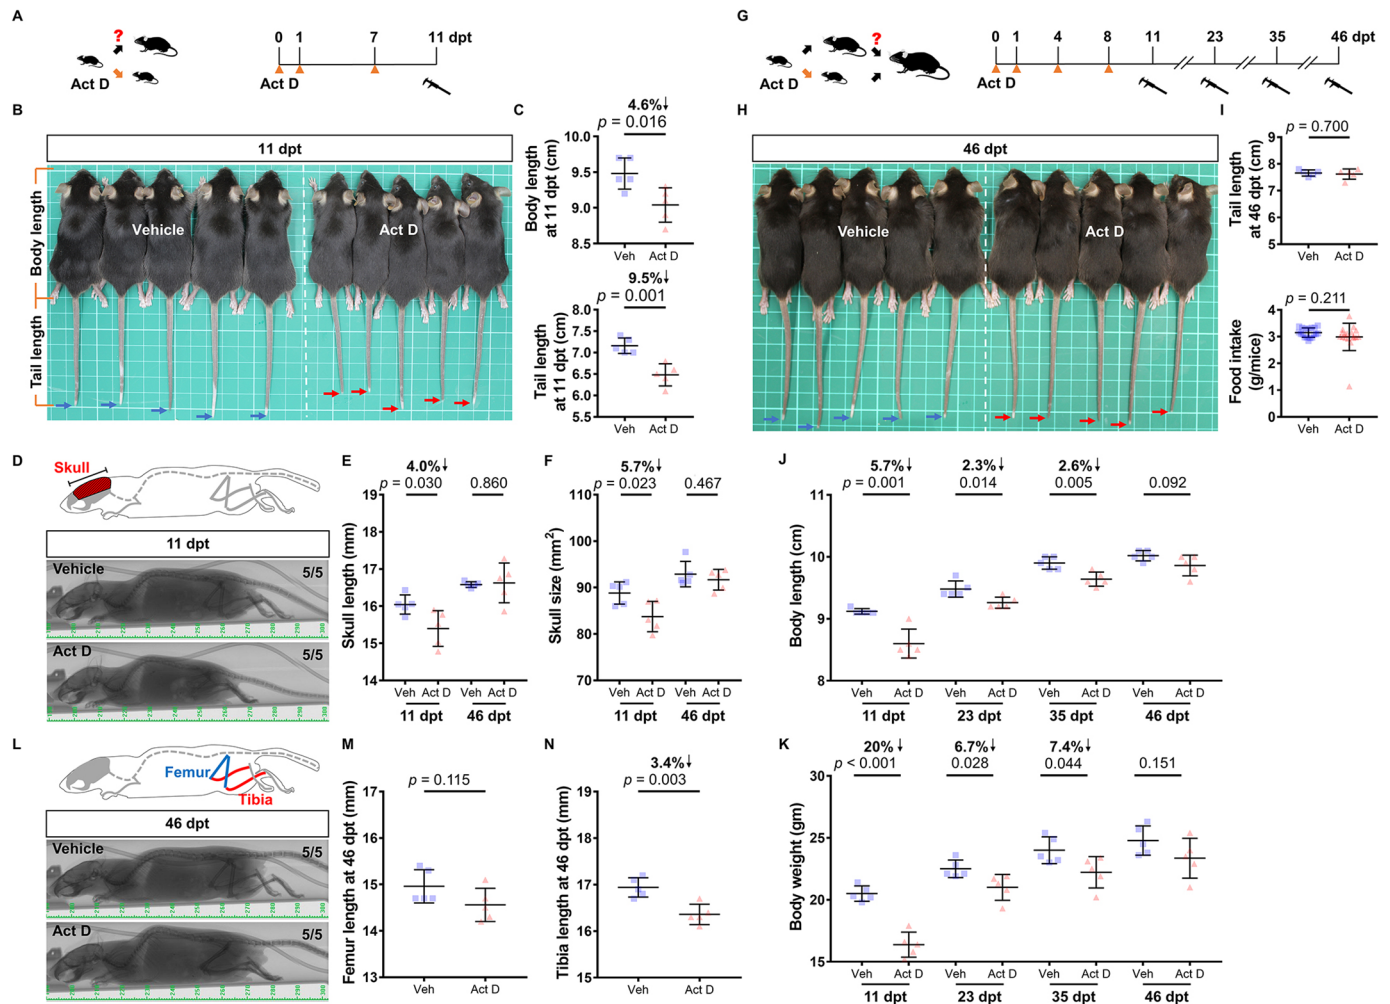 A
?
Act D
0 1 7 11 dpt
Act D
B
11 dpt
Body length
Tail length
Vehicle
Act D
C
4.6%↓
p = 0.016
Body length
at 11 dpt (cm)
10.0
9.5
9.0
8.5
Veh Act D
9.5%↓
p = 0.001
Tail length
at 11 dpt (cm)
8.0
7.5
7.0
6.5
6.0
5.5
Veh Act D
G
?
Act D
0 1 4 8 11 23 35 46 dpt
Act D
H
46 dpt
Vehicle
Act D
I
p = 0.700
Tail length
at 46 dpt (cm)
9
8
7
6
5
Veh Act D
p = 0.211
Food intake
(g/mice)
4
3
2
1
0
Veh Act D
D
Skull
11 dpt
Vehicle
5/5
Act D
5/5
E
4.0%↓
p = 0.030 0.860
Skull length (mm)
19
18
17
16
15
14
Veh Act D Veh Act D
11 dpt 46 dpt
F
5.7%↓
p = 0.023 0.467
Skull size (mm²)
110
100
90
80
70
Veh Act D Veh Act D
11 dpt 46 dpt
J
5.7%↓ 2.3%↓ 2.6%↓
p = 0.001 0.014 0.005 0.092
Body length (cm)
11
10
9
8
Veh Act D Veh Act D Veh Act D Veh Act D
11 dpt 23 dpt 35 dpt 46 dpt
L
Femur
Tibia
46 dpt
Vehicle
5/5
Act D
5/5
M
p = 0.115
Femur length at 46 dpt (mm)
17
16
15
14
13
Veh Act D
N
3.4%↓
p = 0.003
Tibia length at 46 dpt (mm)
19
18
17
16
15
Veh Act D
K
20%↓ 6.7%↓ 7.4%↓
p < 0.001 0.028 0.044 0.151
Body weight (gm)
30
25
20
15
Veh Act D Veh Act D Veh Act D Veh Act D
11 dpt 23 dpt 35 dpt 46 dpt